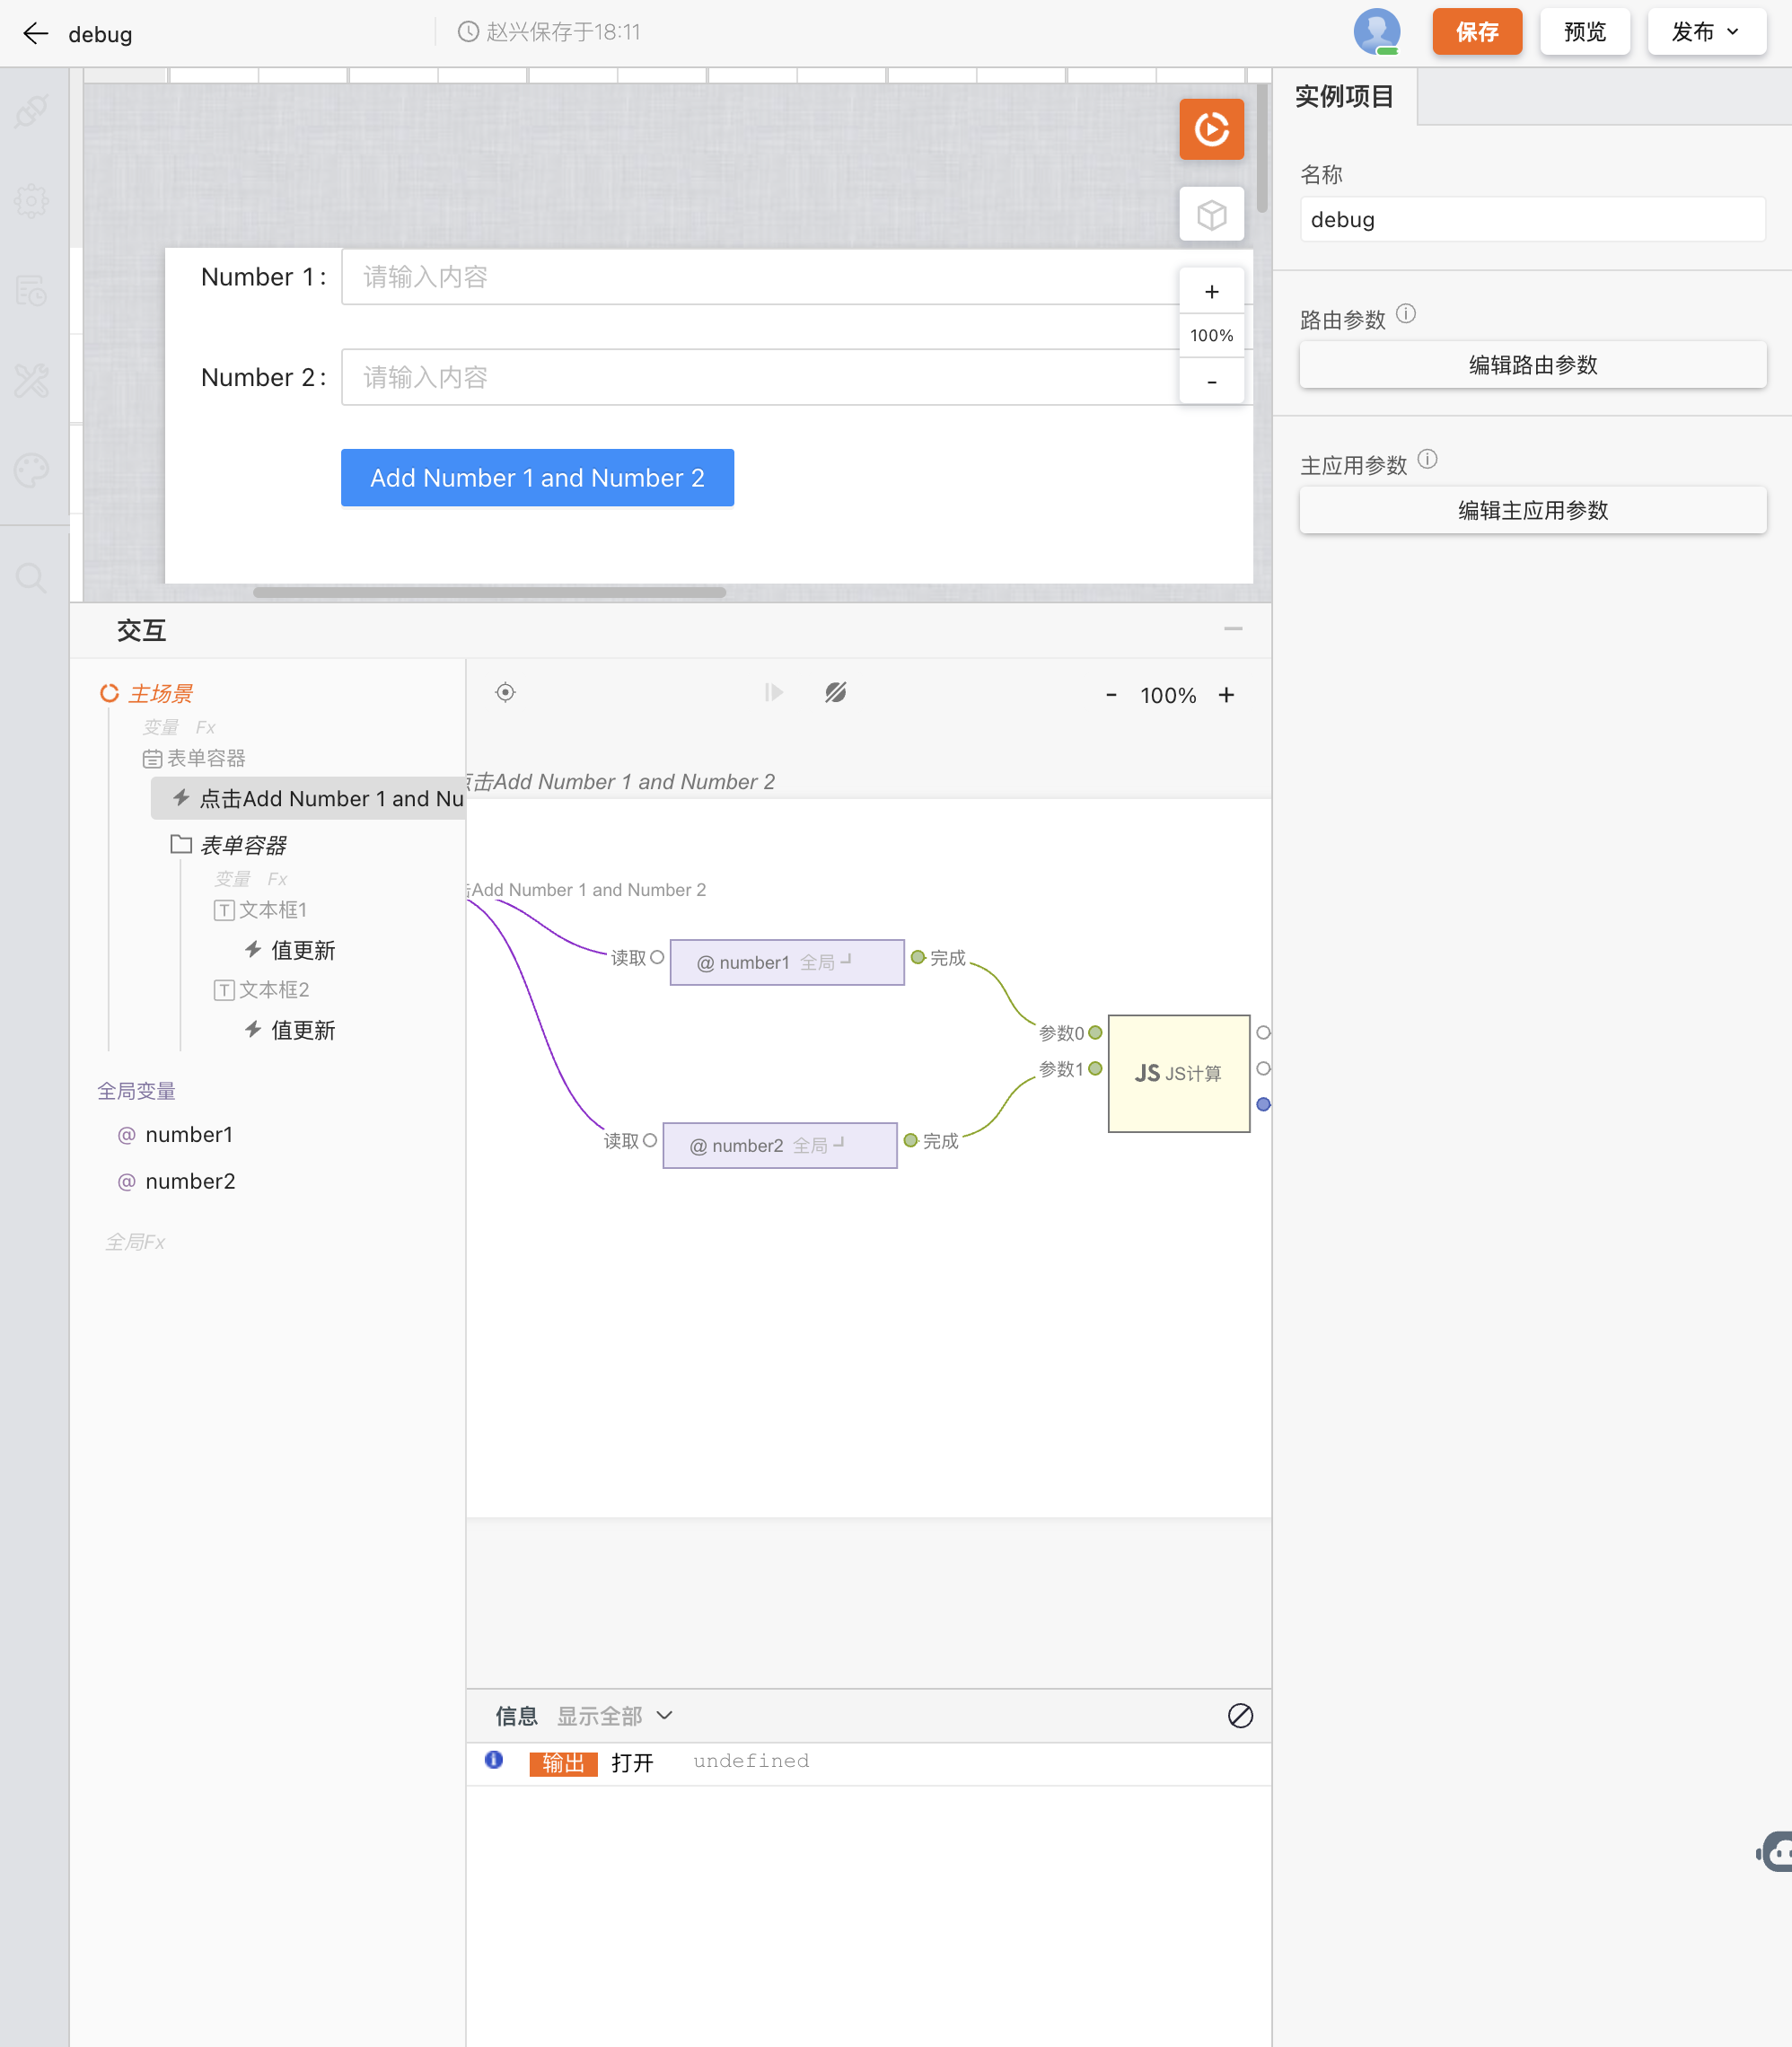 debug
赵兴保存于18:11
保存
预览
发布
Number 1 :
请输入内容
Number 2 :
请输入内容
Add Number 1 and Number 2
+
100%
-
实例项目
名称
debug
路由参数
编辑路由参数
主应用参数
编辑主应用参数
交互
主场景
变量 Fx
表单容器
点击Add Number 1 and Nu
表单容器
变量 Fx
T 文本框1
值更新
T 文本框2
值更新
全局变量
@ number1
@ number2
全局Fx
- 100% +
点击Add Number 1 and Number 2
击Add Number 1 and Number 2
读取
@ number1 全局
完成
参数0
参数1
JS JS计算
读取
@ number2 全局
完成
信息 显示全部
输出 打开 undefined